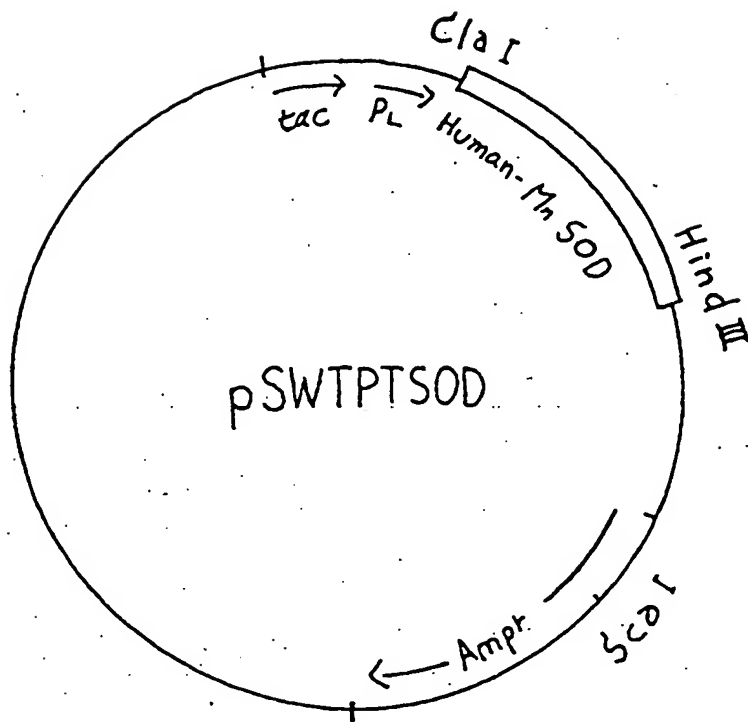 Cla I
tac
PL
Human-Mn SOD
Hind III
pSWTPTSOD
Sca I
Ampr